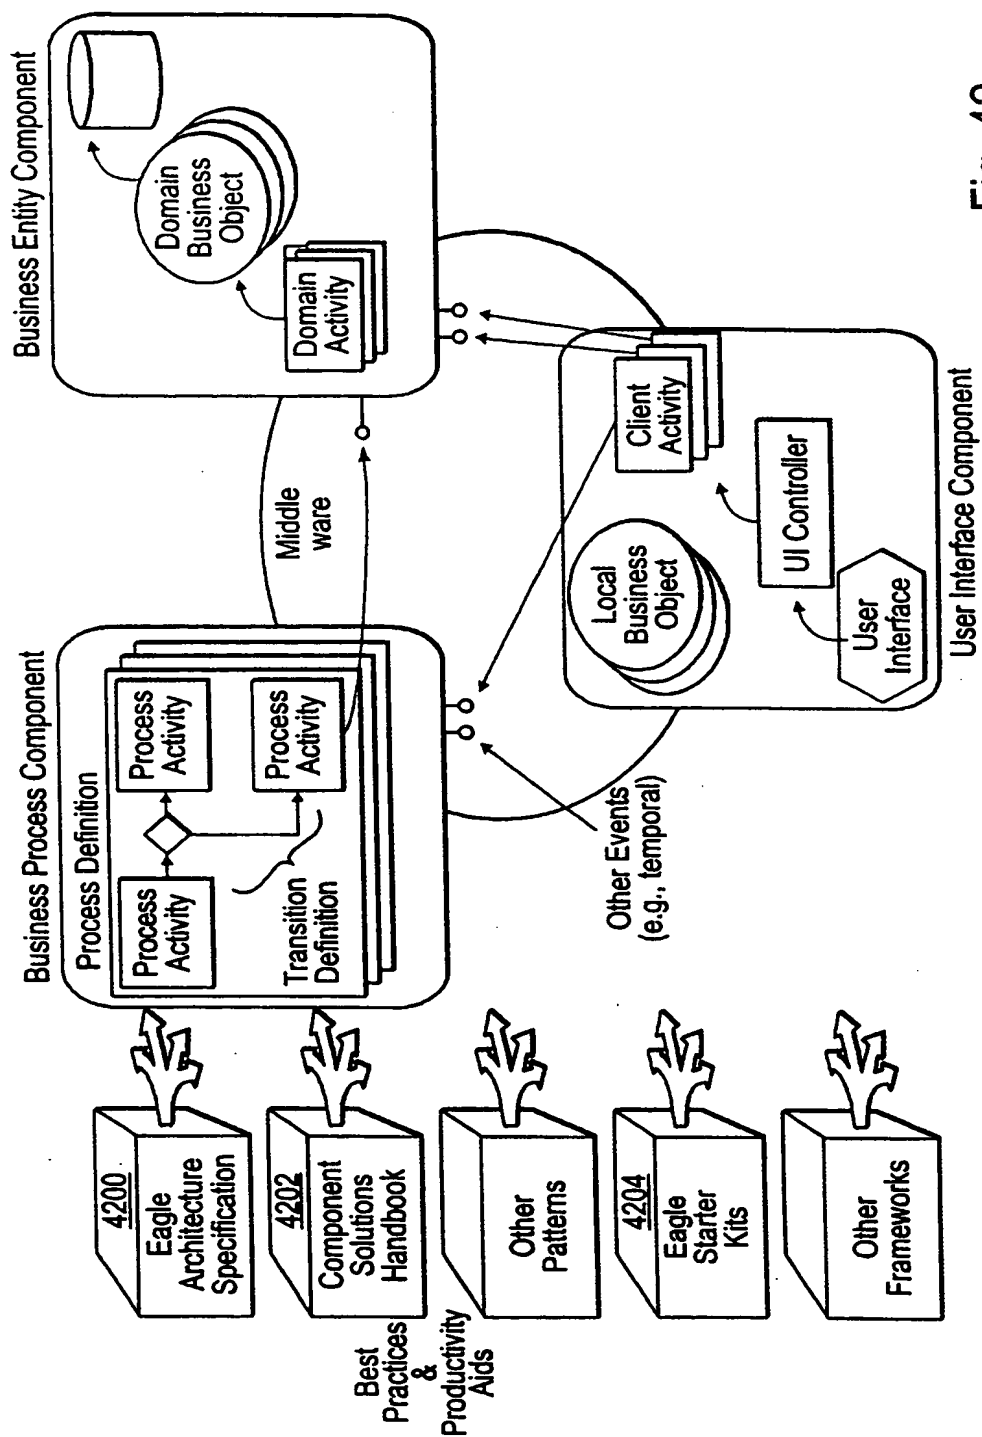 Business Process Component
Process Definition
Process
Activity
Process
Activity
Process
Activity
Transition
Definition
Middle
ware
Business Entity Component
Domain
Business
Object
Domain
Activity
Other Events
(e.g., temporal)
Local
Business
Object
Client
Activity
UI Controller
User
Interface
User Interface Component
4200
Eagle
Architecture
Specification
4202
Component
Solutions
Handbook
Other
Patterns
4204
Eagle
Starter
Kits
Other
Frameworks
Best
Practices
&
Productivity
Aids